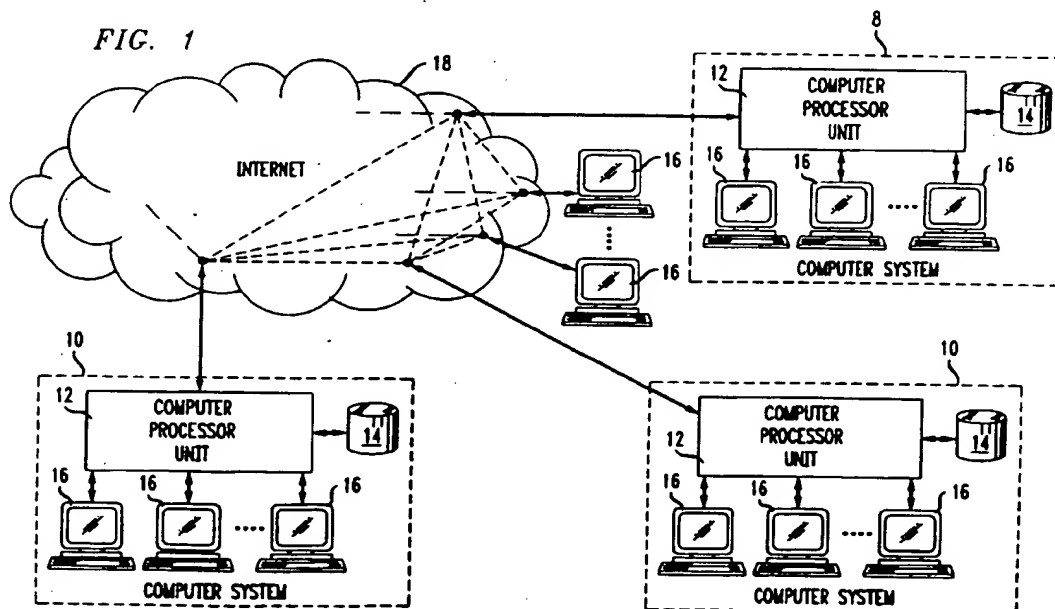 FIG. 1
18
INTERNET
16
16
8
12
COMPUTER
PROCESSOR
UNIT
14
16
16
16
COMPUTER SYSTEM
10
12
COMPUTER
PROCESSOR
UNIT
14
16
16
16
COMPUTER SYSTEM
10
12
COMPUTER
PROCESSOR
UNIT
14
16
16
16
COMPUTER SYSTEM